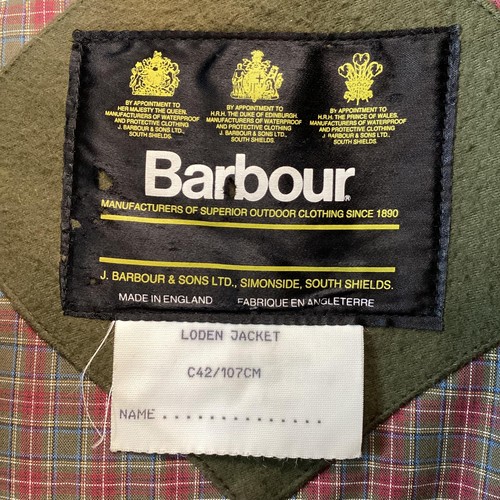 BY APPOINTMENT TO
HER MAJESTY THE QUEEN.
MANUFACTURERS OF WATERPROOF
AND PROTECTIVE CLOTHING
J. BARBOUR & SONS LTD.,
SOUTH SHIELDS.
BY APPOINTMENT TO
H.R.H. THE DUKE OF EDINBURGH.
MANUFACTURERS OF WATERPROOF
AND PROTECTIVE CLOTHING
J. BARBOUR & SONS LTD.,
SOUTH SHIELDS.
BY APPOINTMENT TO
H.R.H. THE PRINCE OF WALES.
MANUFACTURERS OF WATERPROOF
AND PROTECTIVE CLOTHING
J. BARBOUR & SONS LTD.,
SOUTH SHIELDS.
Barbour®
MANUFACTURERS OF SUPERIOR OUTDOOR CLOTHING SINCE 1890
J. BARBOUR & SONS LTD., SIMONSIDE, SOUTH SHIELDS.
MADE IN ENGLAND FABRIQUE EN ANGLETERRE
LODEN JACKET
C42/107CM
NAME ..............